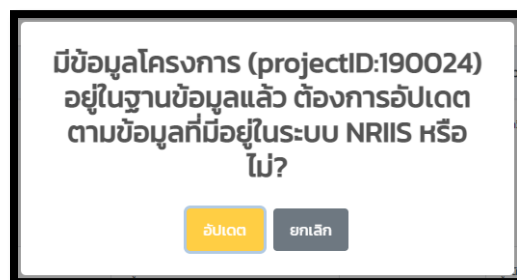 มีข้อมูลโครงการ (projectID:190024)
อยู่ในฐานข้อมูลแล้ว ต้องการอัปเดต
ตามข้อมูลที่มีอยู่ในระบบ NRIIS หรือ
ไม่?
อัปเดต ยกเลิก